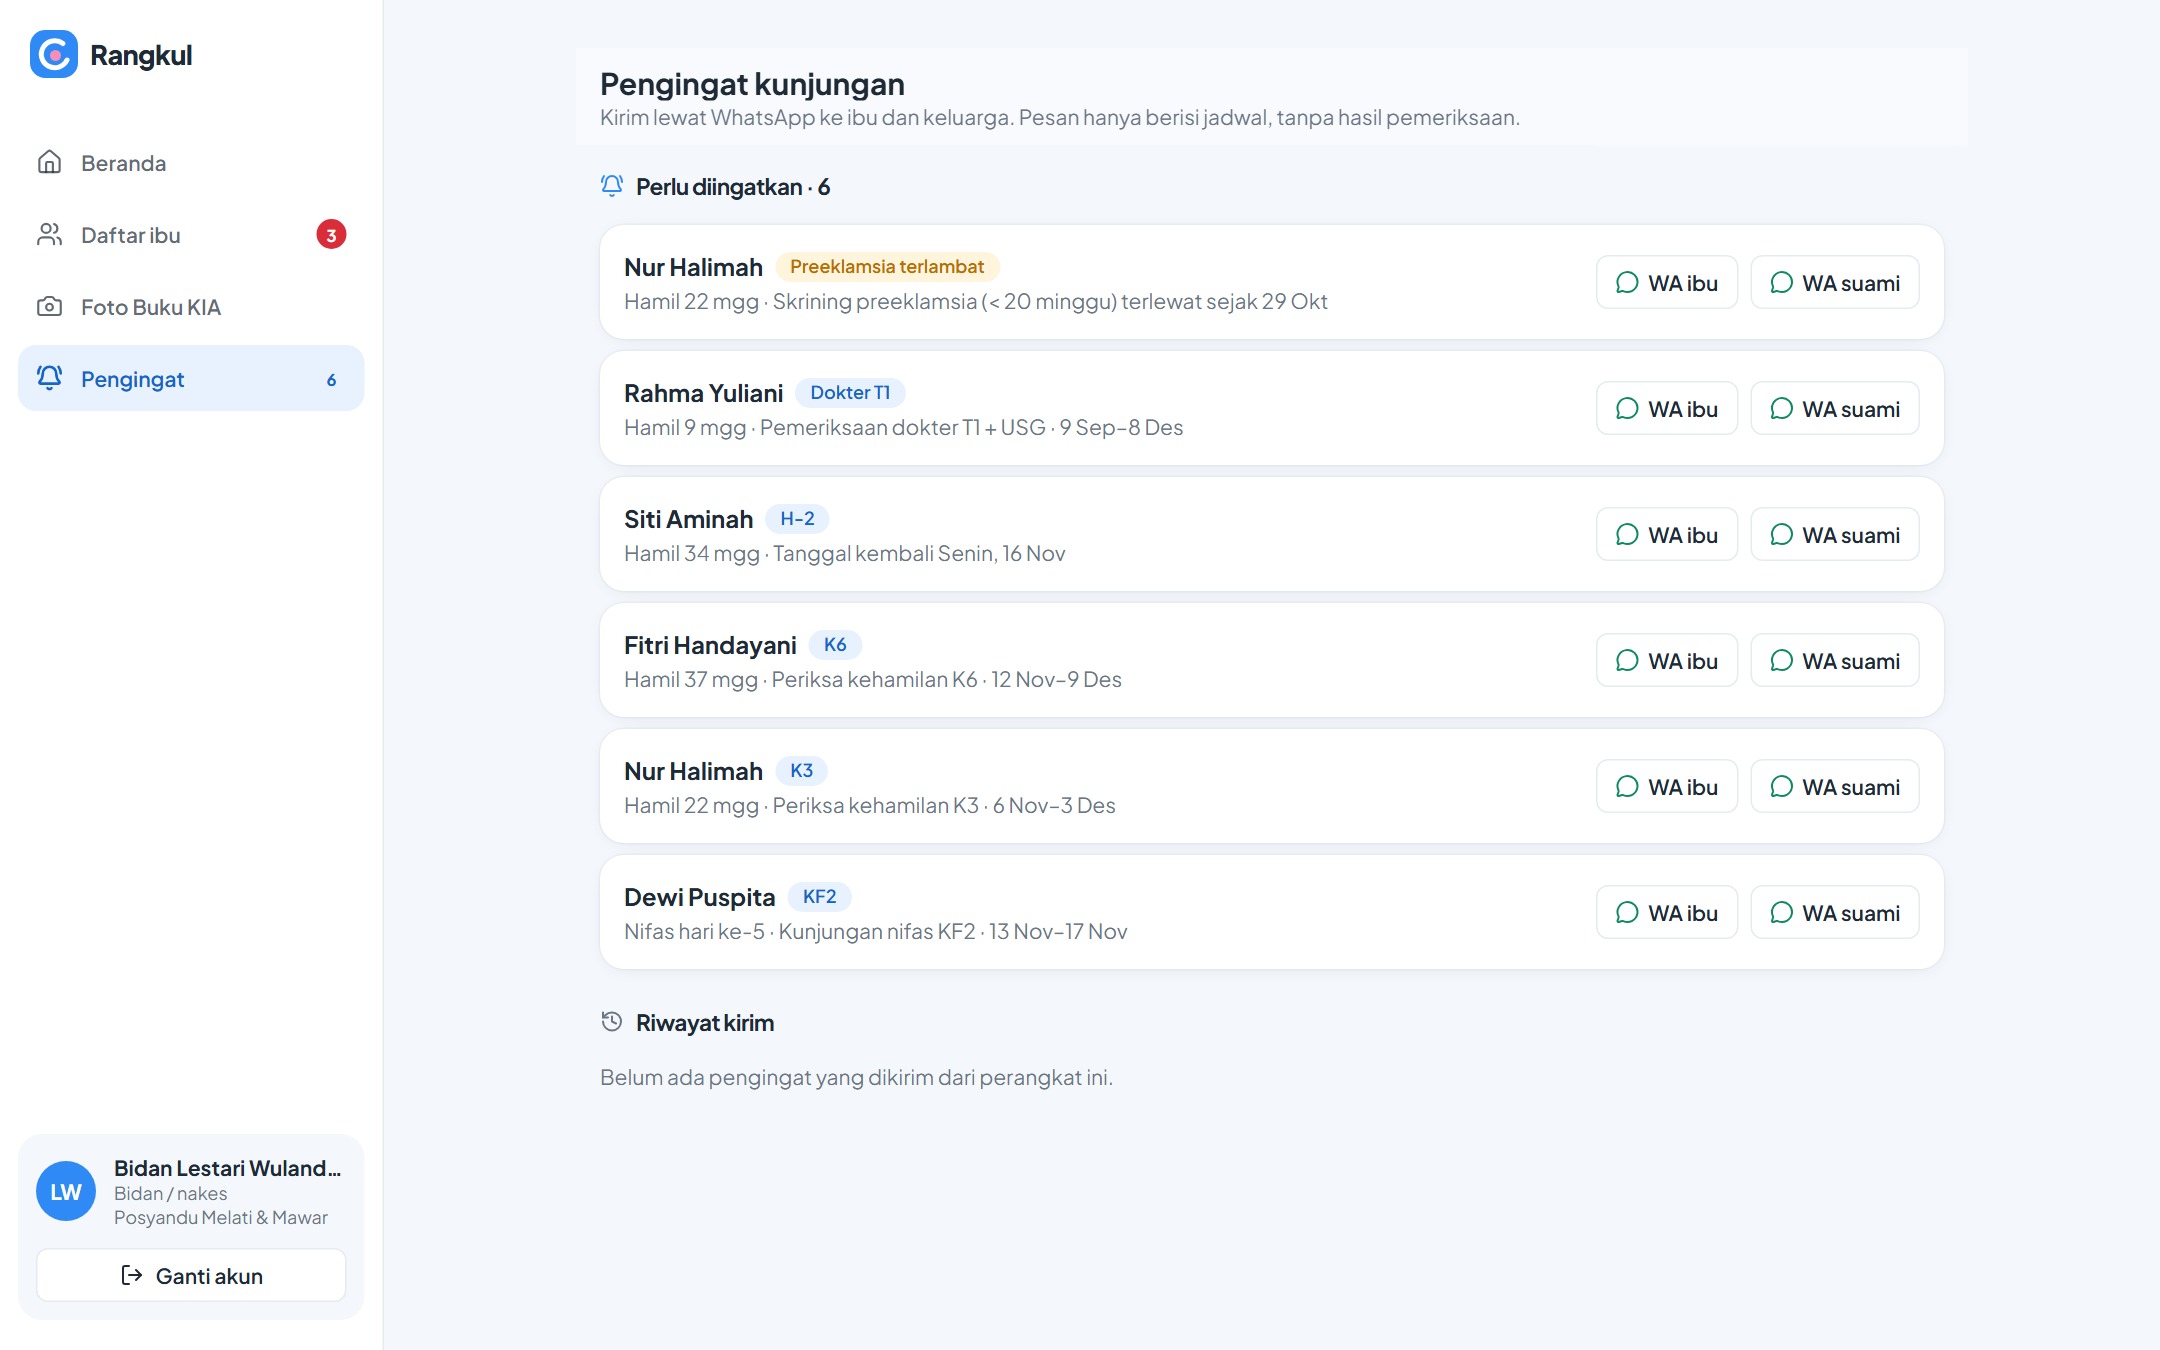 Rangkul
Beranda
Daftar ibu 3
Foto Buku KIA
Pengingat 6
Bidan Lestari Wuland...
Bidan / nakes
Posyandu Melati & Mawar
Ganti akun
Pengingat kunjungan
Kirim lewat WhatsApp ke ibu dan keluarga. Pesan hanya berisi jadwal, tanpa hasil pemeriksaan.
Perlu diingatkan · 6
Nur Halimah Preeklamsia terlambat
Hamil 22 mgg · Skrining preeklamsia (< 20 minggu) terlewat sejak 29 Okt
WA ibu WA suami
Rahma Yuliani Dokter T1
Hamil 9 mgg · Pemeriksaan dokter T1 + USG · 9 Sep–8 Des
WA ibu WA suami
Siti Aminah H-2
Hamil 34 mgg · Tanggal kembali Senin, 16 Nov
WA ibu WA suami
Fitri Handayani K6
Hamil 37 mgg · Periksa kehamilan K6 · 12 Nov–9 Des
WA ibu WA suami
Nur Halimah K3
Hamil 22 mgg · Periksa kehamilan K3 · 6 Nov–3 Des
WA ibu WA suami
Dewi Puspita KF2
Nifas hari ke-5 · Kunjungan nifas KF2 · 13 Nov–17 Nov
WA ibu WA suami
Riwayat kirim
Belum ada pengingat yang dikirim dari perangkat ini.
LW